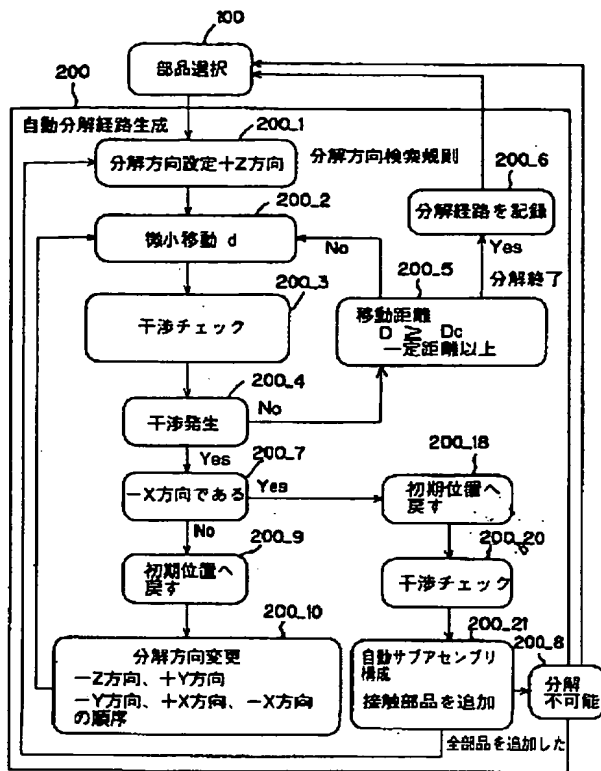 100
部品選択
200
自動分解経路生成
200_1
分解方向設定+Z方向
分解方向検索規則
200_2
微小移動 d
200_3
干渉チェック
200_4
干渉発生
No
Yes
200_5
移動距離
D ≧ Dc
一定距離以上
No
Yes
分解終了
200_6
分解経路を記録
200_7
−X方向である
Yes
No
200_9
初期位置へ
戻す
200_10
分解方向変更
−Z方向、+Y方向
−Y方向、+X方向、−X方向
の順序
200_18
初期位置へ
戻す
200_20
干渉チェック
200_21
自動サブアセンブリ
構成
接触部品を追加
200_8
分解
不可能
全部品を追加した